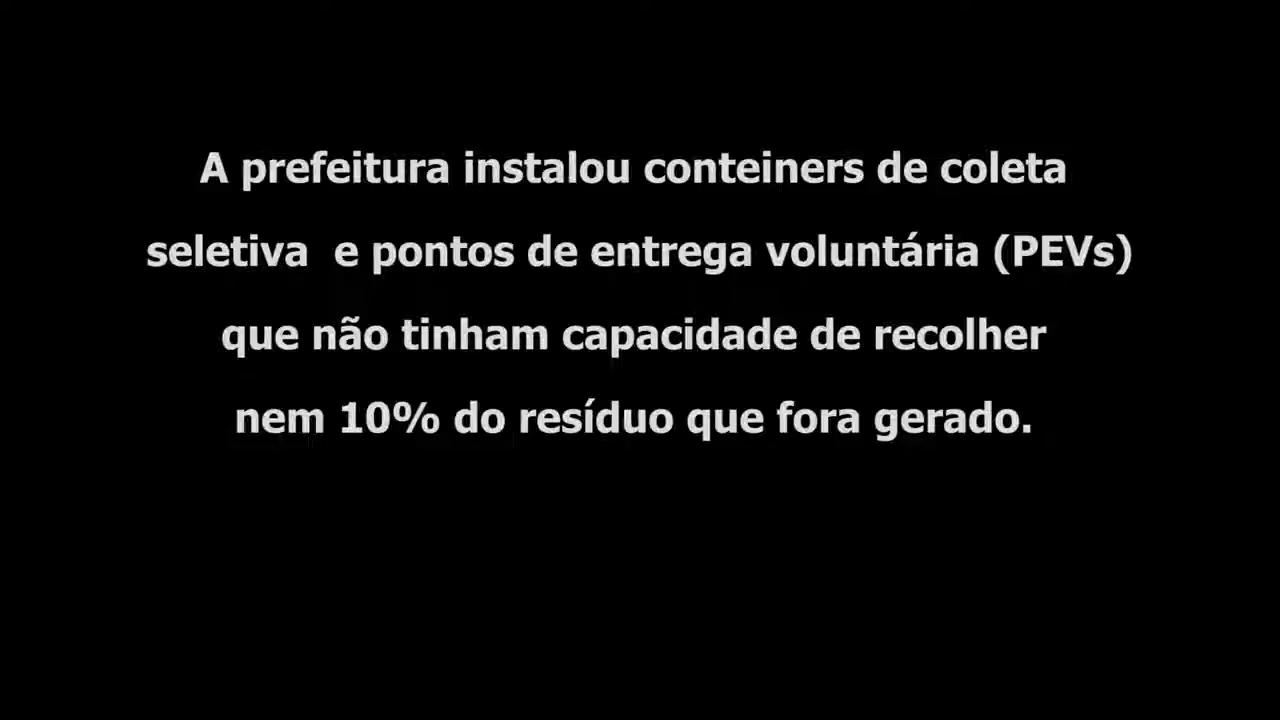 A prefeitura instalou conteiners de coleta
seletiva  e pontos de entrega voluntária (PEVs)
que não tinham capacidade de recolher
nem 10% do resíduo que fora gerado.